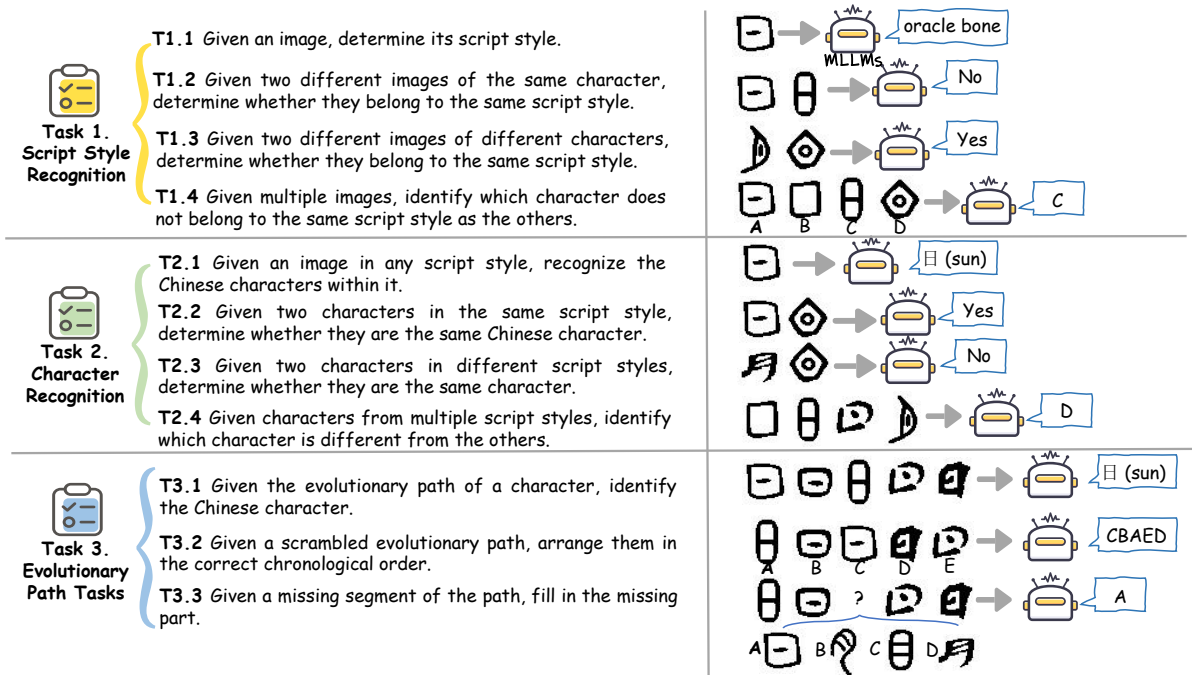 Task 1.
Script Style
Recognition
T1.1 Given an image, determine its script style.
T1.2 Given two different images of the same character,
determine whether they belong to the same script style.
T1.3 Given two different images of different characters,
determine whether they belong to the same script style.
T1.4 Given multiple images, identify which character does
not belong to the same script style as the others.
MLLMs
oracle bone
No
Yes
A B C D
C
Task 2.
Character
Recognition
T2.1 Given an image in any script style, recognize the
Chinese characters within it.
T2.2 Given two characters in the same script style,
determine whether they are the same Chinese character.
T2.3 Given two characters in different script styles,
determine whether they are the same character.
T2.4 Given characters from multiple script styles, identify
which character is different from the others.
日 (sun)
Yes
No
D
Task 3.
Evolutionary
Path Tasks
T3.1 Given the evolutionary path of a character, identify
the Chinese character.
T3.2 Given a scrambled evolutionary path, arrange them in
the correct chronological order.
T3.3 Given a missing segment of the path, fill in the missing
part.
日 (sun)
A B C D E
CBAED
?
A
A B C D